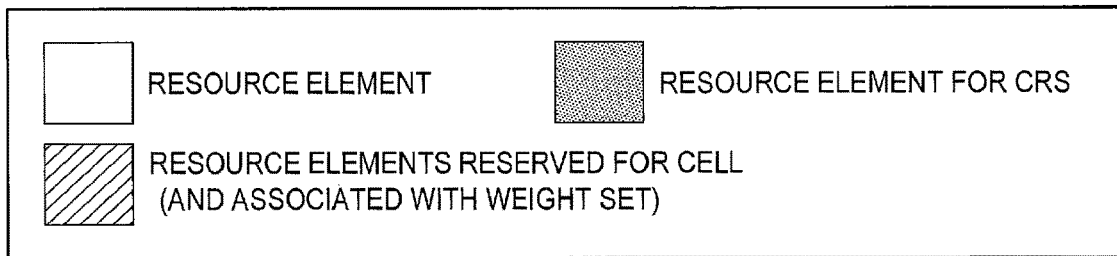 RESOURCE ELEMENT
RESOURCE ELEMENT FOR CRS
RESOURCE ELEMENTS RESERVED FOR CELL
(AND ASSOCIATED WITH WEIGHT SET)